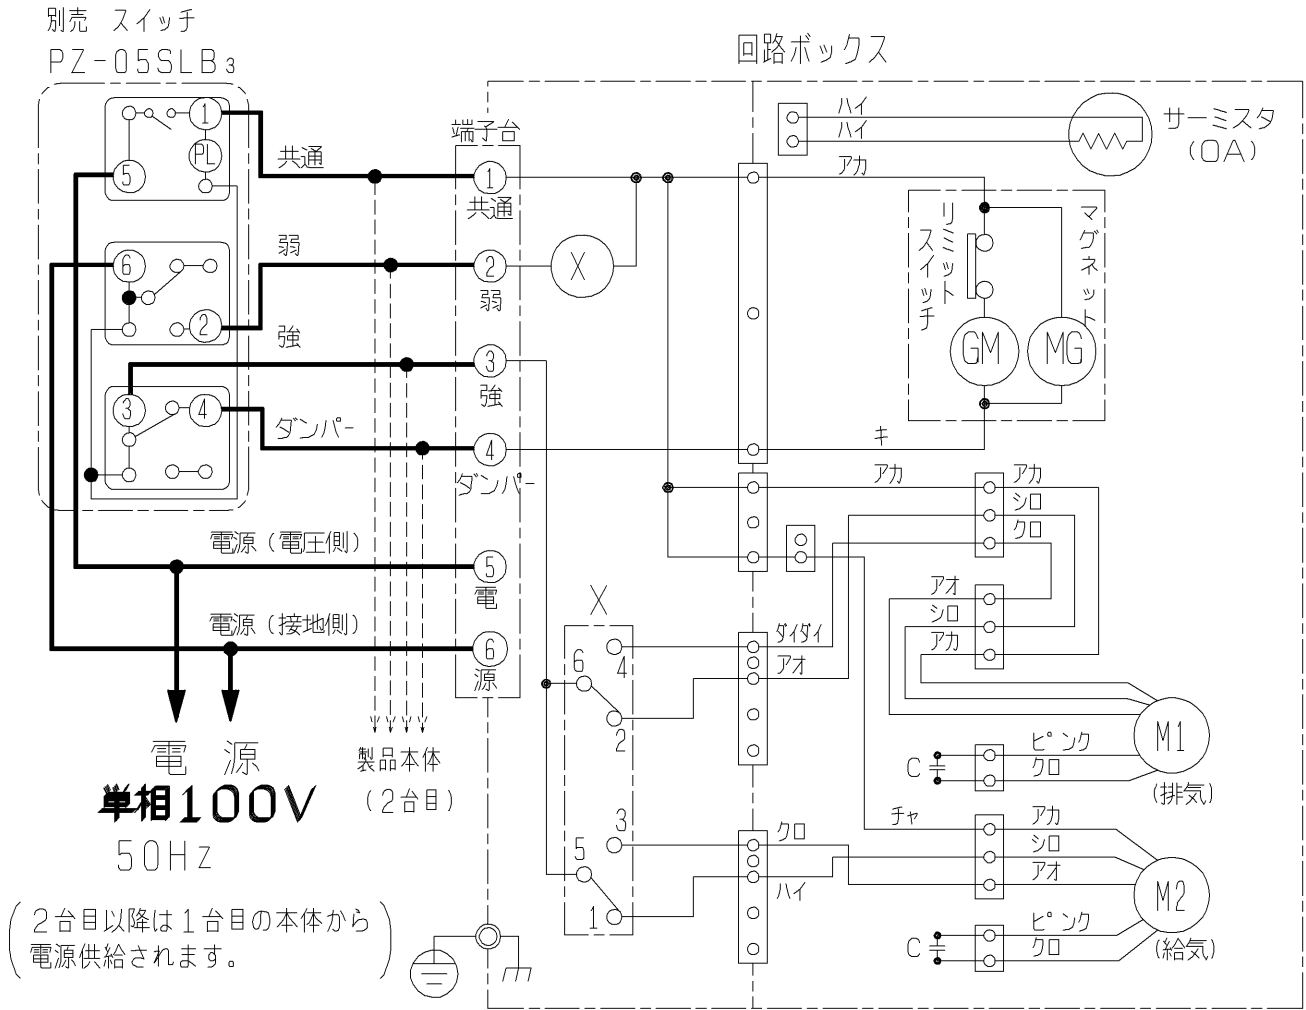 別売 スイッチ
PZ-05SLB3
回路ボックス
1
PL
5
6
2
3
4
共通
弱
強
ダンパー
電源(電圧側)
電源(接地側)
電 源
単相100V
50Hz
製品本体
(2台目)
(2台目以降は1台目の本体から
電源供給されます。)
端子台
1
共通
2
弱
3
強
4
ダンパー
5
電
6
源
X
X
6
4
2
3
5
1
ハイ
ハイ
サーミスタ
(OA)
アカ
リミット
スイッチ
マグネット
GM
MG
キ
アカ
アカ
シロ
クロ
アオ
シロ
アカ
ダイダイ
アオ
M1
(排気)
C
ピンク
クロ
クロ
ハイ
チャ
アカ
シロ
アオ
M2
(給気)
C
ピンク
クロ